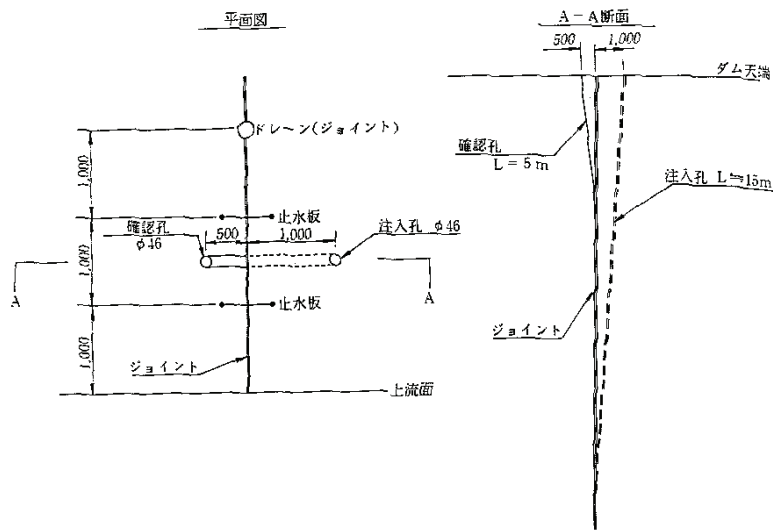 平面図
ドレーン(ジョイント)
1,000
確認孔
φ46
500
1,000
止水板
注入孔 φ46
1,000
A
A
止水板
1,000
ジョイント
上流面
A-A断面
500
1,000
ダム天端
確認孔
L=5m
注入孔 L≒15m
ジョイント